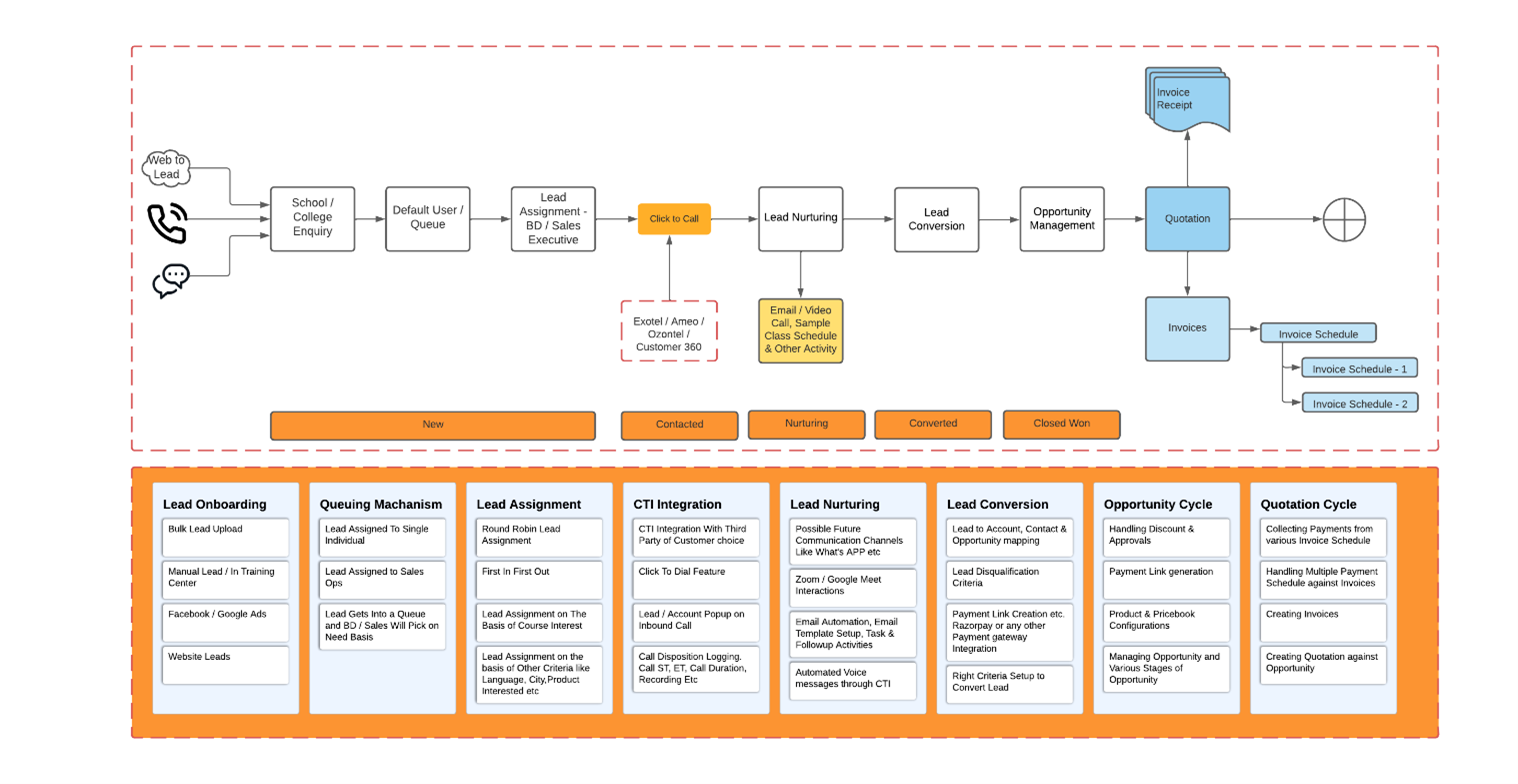 Invoice
Receipt
Web to
Lead
School /
College
Enquiry
Default User /
Queue
Lead
Assignment -
BD / Sales
Executive
Click to Call
Lead Nurturing
Lead
Conversion
Opportunity
Management
Quotation
Exotel / Ameo /
Ozontel /
Customer 360
Email / Video
Call, Sample
Class Schedule
& Other Activity
Invoices
Invoice Schedule
Invoice Schedule - 1
Invoice Schedule - 2
New
Contacted
Nurturing
Converted
Closed Won
Lead Onboarding
Bulk Lead Upload
Manual Lead / In Training
Center
Facebook / Google Ads
Website Leads
Queuing Machanism
Lead Assigned To Single
Individual
Lead Assigned to Sales
Ops
Lead Gets Into a Queue
and BD / Sales Will Pick on
Need Basis
Lead Assignment
Round Robin Lead
Assignment
First In First Out
Lead Assignment on The
Basis of Course Interest
Lead Assignment on the
basis of Other Criteria like
Language, City,Product
Interested etc
CTI Integration
CTI Integration With Third
Party of Customer choice
Click To Dial Feature
Lead / Account Popup on
Inbound Call
Call Disposition Logging.
Call ST, ET, Call Duration,
Recording Etc
Lead Nurturing
Possible Future
Communication Channels
Like What's APP etc
Zoom / Google Meet
Interactions
Email Automation, Email
Template Setup, Task &
Followup Activities
Automated Voice
messages through CTI
Lead Conversion
Lead to Account, Contact &
Opportunity mapping
Lead Disqualification
Criteria
Payment Link Creation etc.
Razorpay or any other
Payment gateway
Integration
Right Criteria Setup to
Convert Lead
Opportunity Cycle
Handling Discount &
Approvals
Payment Link generation
Product & Pricebook
Configurations
Managing Opportunity and
Various Stages of
Opportunity
Quotation Cycle
Collecting Payments from
various Invoice Schedule
Handling Multiple Payment
Schedule against Invoices
Creating Invoices
Creating Quotation against
Opportunity